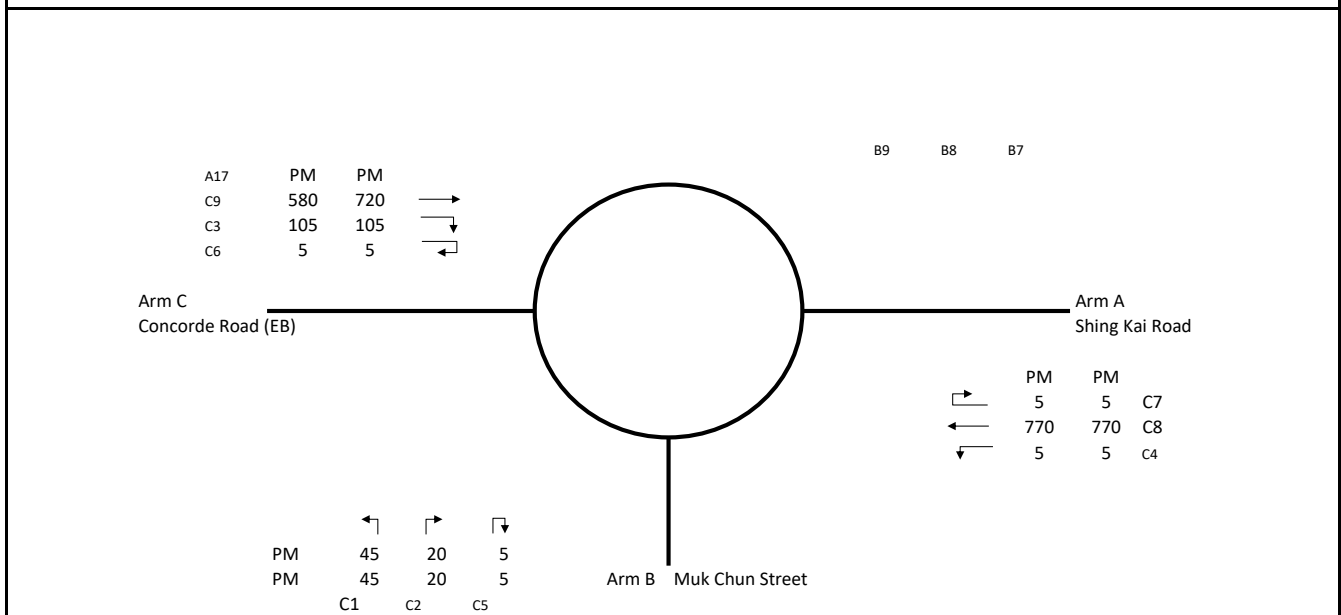 B9 B8 B7
A17 PM PM
C9 580 720
C3 105 105
C6 5 5
Arm C
Concorde Road (EB)
Arm A
Shing Kai Road
PM PM
5 5 C7
770 770 C8
5 5 C4
PM 45 20 5
PM 45 20 5
C1 C2 C5
Arm B Muk Chun Street